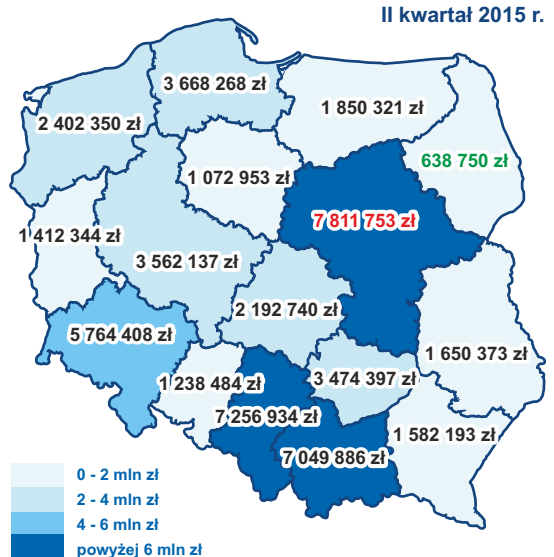 II kwartał 2015 r.
3 668 268 zł
1 850 321 zł
2 402 350 zł
638 750 zł
1 072 953 zł
7 811 753 zł
1 412 344 zł
3 562 137 zł
2 192 740 zł
5 764 408 zł
1 650 373 zł
1 238 484 zł
3 474 397 zł
7 256 934 zł
1 582 193 zł
7 049 886 zł
0 - 2 mln zł
2 - 4 mln zł
4 - 6 mln zł
powyżej 6 mln zł